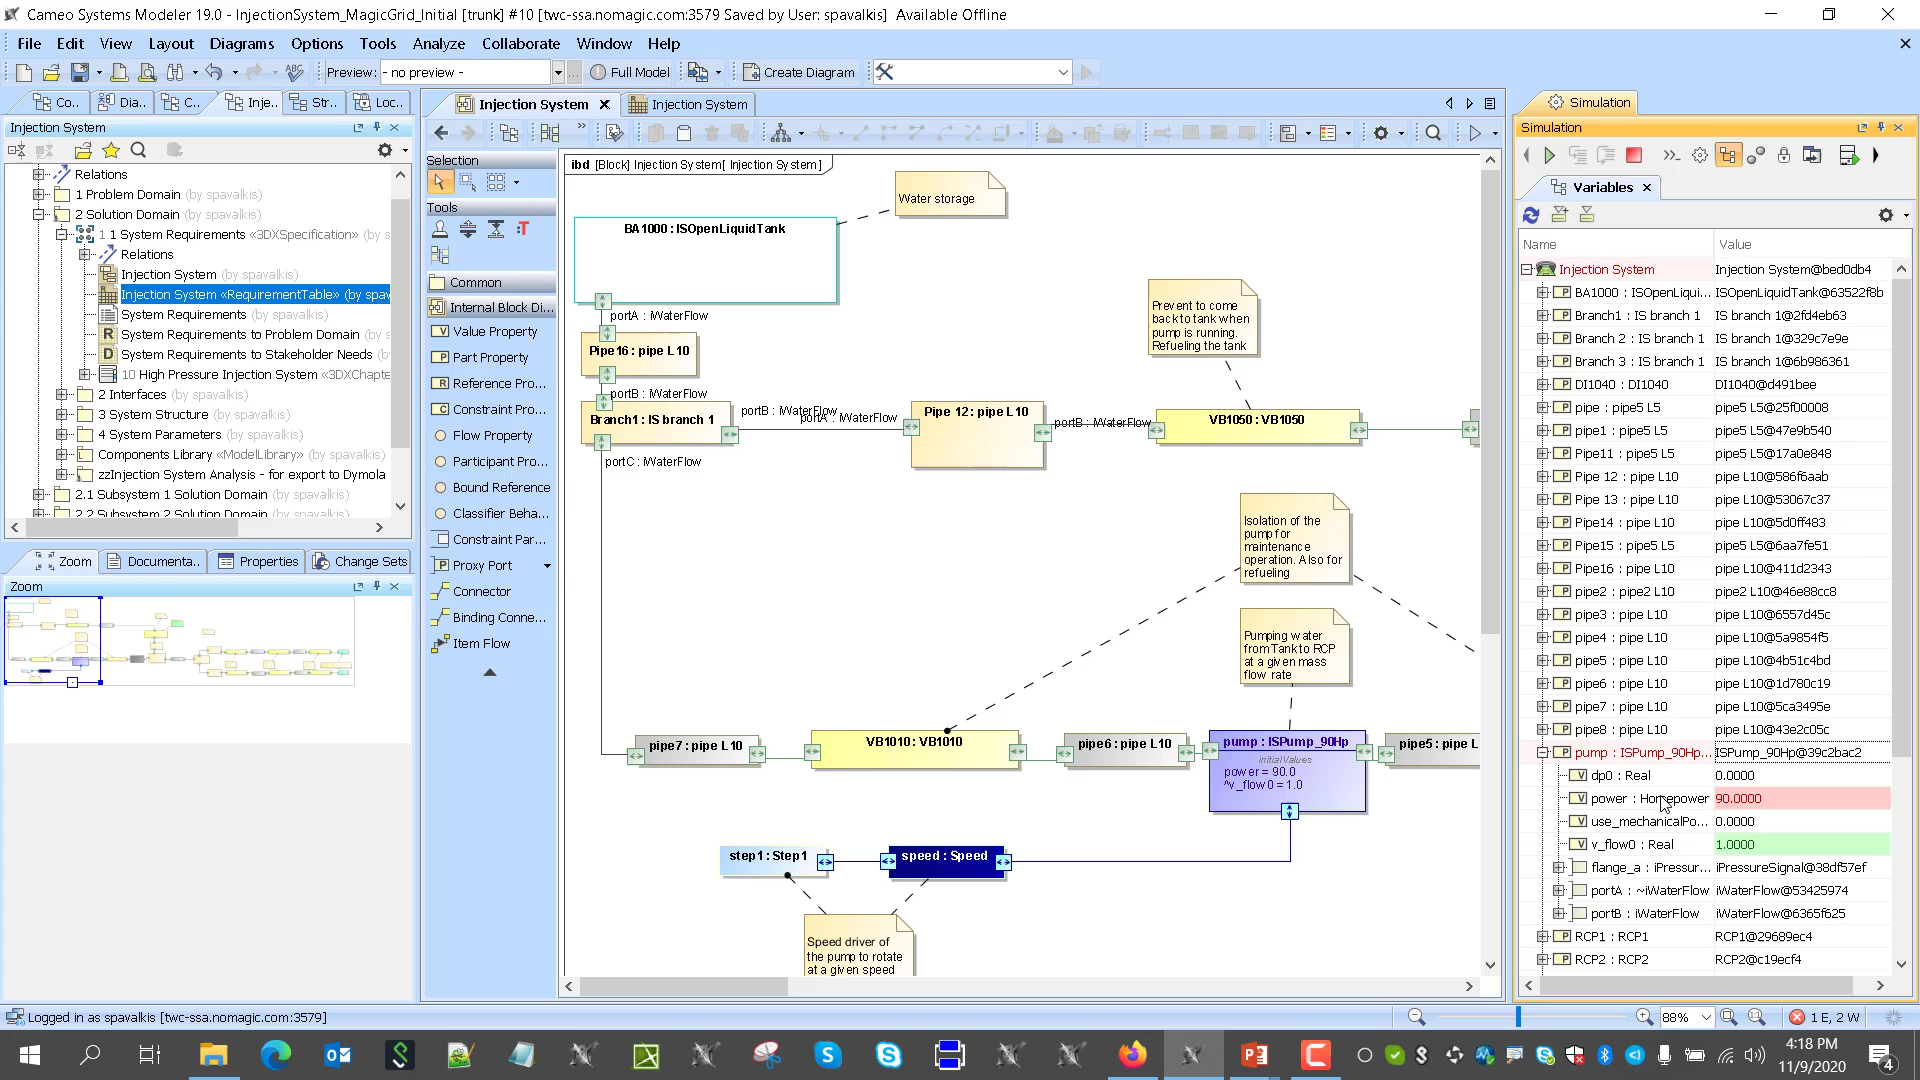 Cameo Systems Modeler 19.0 - InjectionSystem_MagicGrid_Initial [trunk] #10 [twc-ssa.nomagic.com:3579 Saved by User: spavalkis] Available Offline
File Edit View Layout Diagrams Options Tools Analyze Collaborate Window Help
Preview: - no preview - ... Full Model Create Diagram
Co... Dia... C... Inje... Str... Loc...
Injection System
Relations
1 Problem Domain (by spavalkis)
2 Solution Domain (by spavalkis)
1 1 System Requirements «3DXSpecification» (by s
Relations
Injection System (by spavalkis)
Injection System «RequirementTable» (by spav
System Requirements (by spavalkis)
System Requirements to Problem Domain (by
System Requirements to Stakeholder Needs (
10 High Pressure Injection System «3DXChapte
2 Interfaces (by spavalkis)
3 System Structure (by spavalkis)
4 System Parameters (by spavalkis)
Components Library «ModelLibrary» (by spavalki
zzInjection System Analysis - for export to Dymola
2.1 Subsystem 1 Solution Domain (by spavalkis)
2.2 Subsystem 2 Solution Domain (by spavalkis)
Zoom Documenta... Properties Change Sets
Zoom
Injection System Injection System
Selection
Tools
Common
Internal Block Di...
Value Property
Part Property
Reference Pro...
Constraint Pro...
Flow Property
Participant Pro...
Bound Reference
Classifier Beha...
Constraint Par...
Proxy Port
Connector
Binding Conne...
Item Flow
ibd [Block] Injection System[ Injection System ]
Water storage
BA1000 : ISOpenLiquidTank
portA : iWaterFlow
Pipe16 : pipe L10
portB : iWaterFlow
Branch1 : IS branch 1
portB : iWaterFlow
portA : iWaterFlow
portC : iWaterFlow
Pipe 12 : pipe L10
portB : iWaterFlow
Prevent to come
back to tank when
pump is running.
Refueling the tank
VB1050 : VB1050
Isolation of the
pump for
maintenance
operation. Also for
refueling
Pumping water
from Tank to RCP
at a given mass
flow rate
pipe7 : pipe L10
VB1010 : VB1010
pipe6 : pipe L10
pump : ISPump_90Hp
initialValues
power = 90.0
^v_flow0 = 1.0
pipe5 : pipe L
step1 : Step1
speed : Speed
Speed driver of
the pump to rotate
at a given speed
Simulation
Simulation
Variables
Name Value
Injection System Injection System@bed0db4
BA1000 : ISOpenLiqui... ISOpenLiquidTank@63522f8b
Branch1 : IS branch 1 IS branch 1@2fd4eb63
Branch 2 : IS branch 1 IS branch 1@329c7e9e
Branch 3 : IS branch 1 IS branch 1@6b986361
DI1040 : DI1040 DI1040@d491bee
pipe : pipe5 L5 pipe5 L5@25f00008
pipe1 : pipe5 L5 pipe5 L5@47e9b540
Pipe11 : pipe5 L5 pipe5 L5@17a0e848
Pipe 12 : pipe L10 pipe L10@586f6aab
Pipe 13 : pipe L10 pipe L10@53067c37
Pipe14 : pipe L10 pipe L10@5d0ff483
Pipe15 : pipe5 L5 pipe5 L5@6aa7fe51
Pipe16 : pipe L10 pipe L10@411d2343
pipe2 : pipe2 L10 pipe2 L10@46e88cc8
pipe3 : pipe L10 pipe L10@6557d45c
pipe4 : pipe L10 pipe L10@5a9854f5
pipe5 : pipe L10 pipe L10@4b51c4bd
pipe6 : pipe L10 pipe L10@1d780c19
pipe7 : pipe L10 pipe L10@5ca3495e
pipe8 : pipe L10 pipe L10@43e2c05c
pump : ISPump_90Hp... ISPump_90Hp@39c2bac2
dp0 : Real 0.0000
power : Horsepower 90.0000
use_mechanicalPo... 0.0000
v_flow0 : Real 1.0000
flange_a : iPressur... iPressureSignal@38df57ef
portA : ~iWaterFlow iWaterFlow@53425974
portB : iWaterFlow iWaterFlow@6365f625
RCP1 : RCP1 RCP1@29689ec4
RCP2 : RCP2 RCP2@c19ecf4
Logged in as spavalkis [twc-ssa.nomagic.com:3579]
88%
1 E, 2 W
4:18 PM
11/9/2020
4